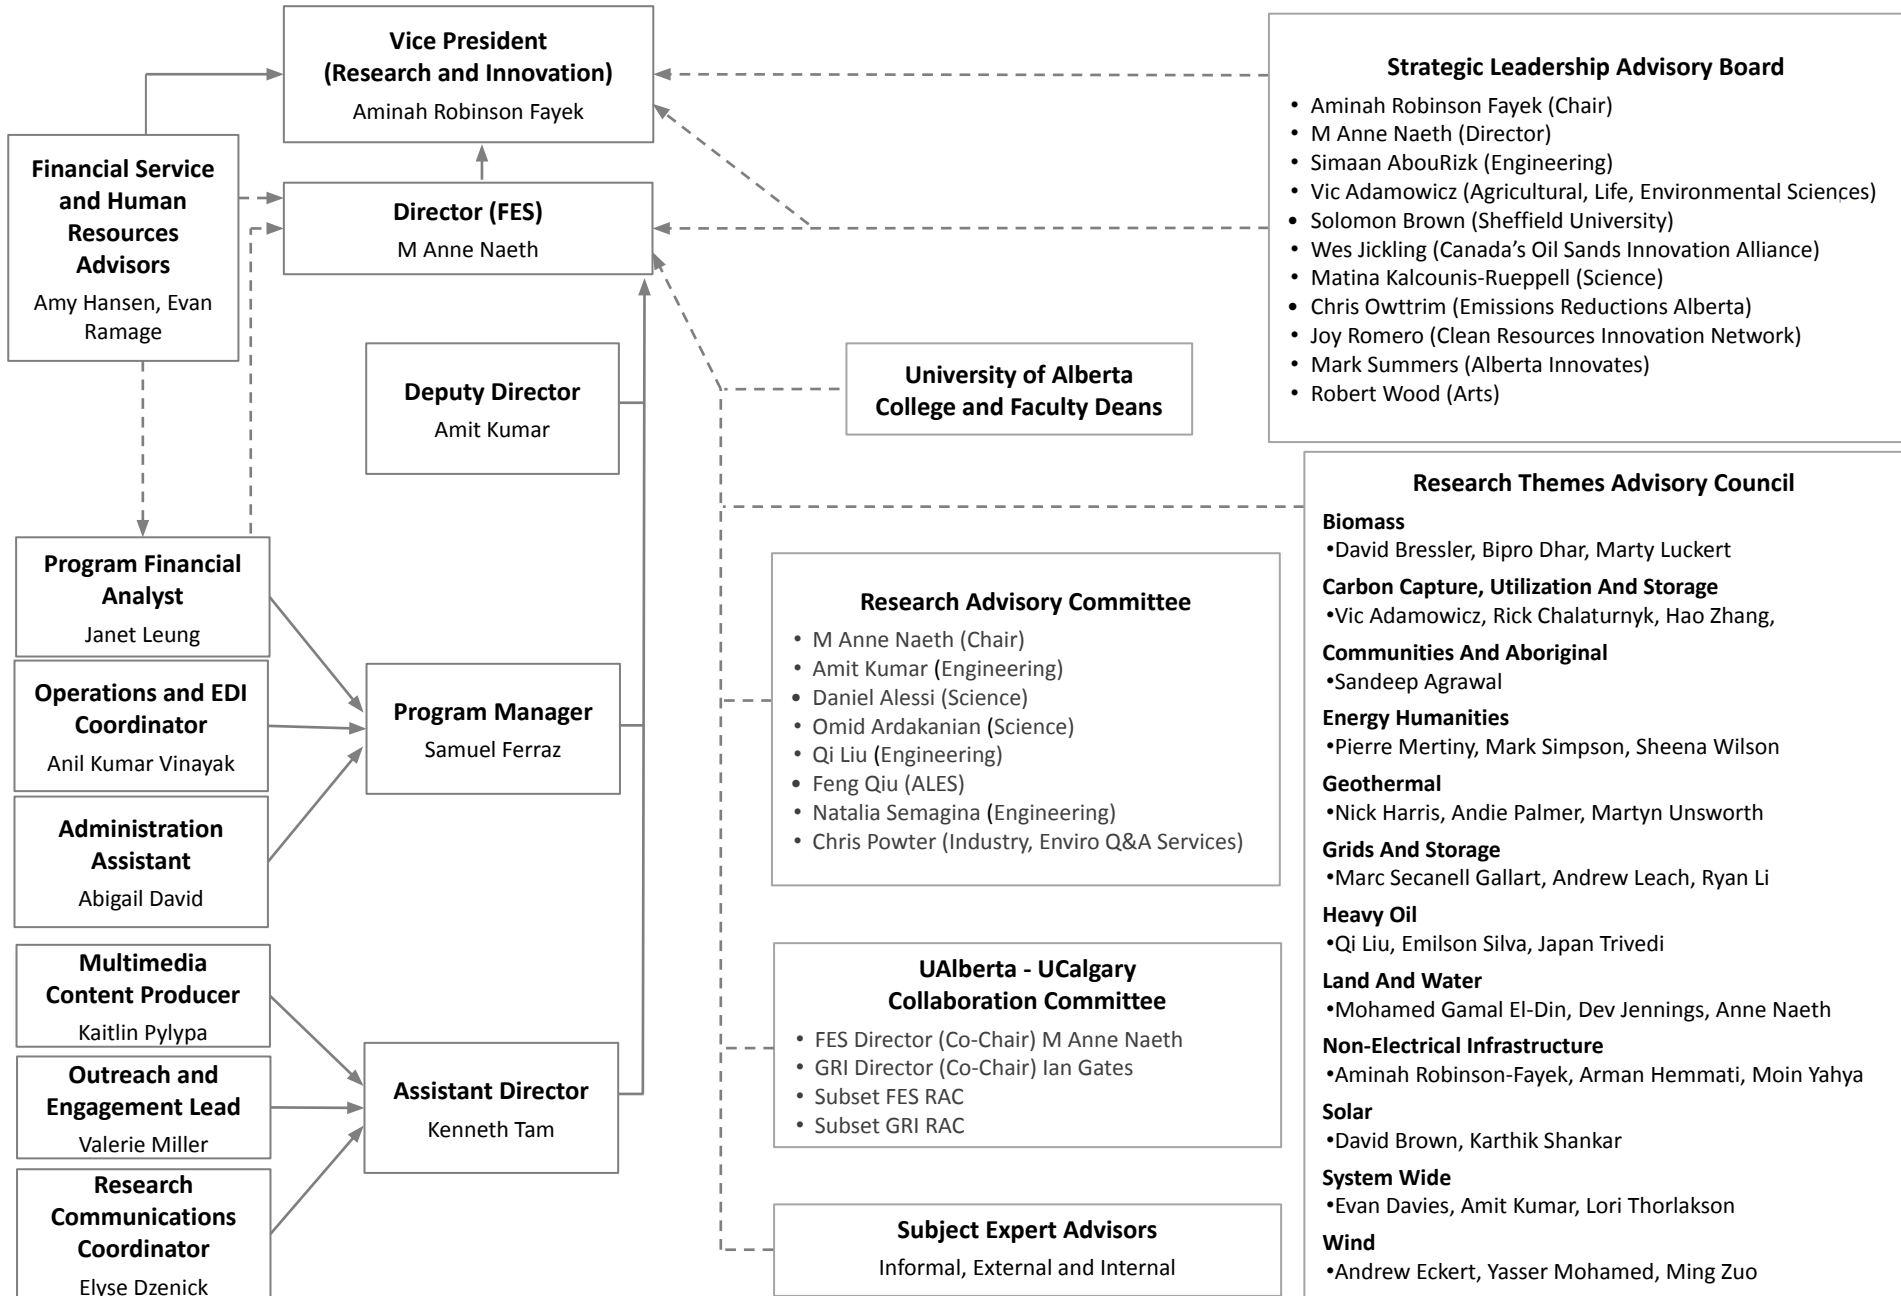 Vice President
(Research and Innovation)
Aminah Robinson Fayek
Financial Service
and Human
Resources
Advisors
Amy Hansen, Evan
Ramage
Director (FES)
M Anne Naeth
Deputy Director
Amit Kumar
University of Alberta
College and Faculty Deans
Strategic Leadership Advisory Board
• Aminah Robinson Fayek (Chair)
• M Anne Naeth (Director)
• Simaan AbouRizk (Engineering)
• Vic Adamowicz (Agricultural, Life, Environmental Sciences)
• Solomon Brown (Sheffield University)
• Wes Jickling (Canada’s Oil Sands Innovation Alliance)
• Matina Kalcounis-Rueppell (Science)
• Chris Owttrim (Emissions Reductions Alberta)
• Joy Romero (Clean Resources Innovation Network)
• Mark Summers (Alberta Innovates)
• Robert Wood (Arts)
Program Financial
Analyst
Janet Leung
Operations and EDI
Coordinator
Anil Kumar Vinayak
Administration
Assistant
Abigail David
Program Manager
Samuel Ferraz
Multimedia
Content Producer
Kaitlin Pylypa
Outreach and
Engagement Lead
Valerie Miller
Research
Communications
Coordinator
Elyse Dzenick
Assistant Director
Kenneth Tam
Research Advisory Committee
• M Anne Naeth (Chair)
• Amit Kumar (Engineering)
• Daniel Alessi (Science)
• Omid Ardakanian (Science)
• Qi Liu (Engineering)
• Feng Qiu (ALES)
• Natalia Semagina (Engineering)
• Chris Powter (Industry, Enviro Q&A Services)
UAlberta - UCalgary
Collaboration Committee
• FES Director (Co-Chair) M Anne Naeth
• GRI Director (Co-Chair) Ian Gates
• Subset FES RAC
• Subset GRI RAC
Subject Expert Advisors
Informal, External and Internal
Research Themes Advisory Council
Biomass
•David Bressler, Bipro Dhar, Marty Luckert
Carbon Capture, Utilization And Storage
•Vic Adamowicz, Rick Chalaturnyk, Hao Zhang,
Communities And Aboriginal
•Sandeep Agrawal
Energy Humanities
•Pierre Mertiny, Mark Simpson, Sheena Wilson
Geothermal
•Nick Harris, Andie Palmer, Martyn Unsworth
Grids And Storage
•Marc Secanell Gallart, Andrew Leach, Ryan Li
Heavy Oil
•Qi Liu, Emilson Silva, Japan Trivedi
Land And Water
•Mohamed Gamal El-Din, Dev Jennings, Anne Naeth
Non-Electrical Infrastructure
•Aminah Robinson-Fayek, Arman Hemmati, Moin Yahya
Solar
•David Brown, Karthik Shankar
System Wide
•Evan Davies, Amit Kumar, Lori Thorlakson
Wind
•Andrew Eckert, Yasser Mohamed, Ming Zuo